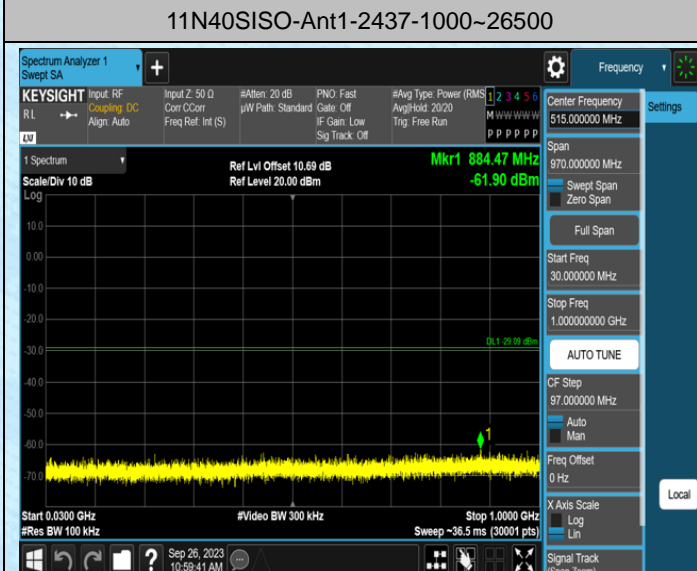 11N40SISO-Ant1-2437-1000~26500
Spectrum Analyzer 1
Swept SA
Frequency
KEYSIGHT
RL
LXI
Input: RF
Coupling: DC
Align: Auto
Input Z: 50 Ω
Corr CCorr
Freq Ref: Int (S)
#Atten: 20 dB
µW Path: Standard
PNO: Fast
Gate: Off
IF Gain: Low
Sig Track: Off
#Avg Type: Power (RMS
Avg|Hold: 20/20
Trig: Free Run
1 2 3 4 5 6
M W W W W W
P P P P P P
1 Spectrum
Scale/Div 10 dB
Log
Ref Lvl Offset 10.69 dB
Ref Level 20.00 dBm
Mkr1 884.47 MHz
-61.90 dBm
10.0
0.00
-10.0
-20.0
-30.0
-40.0
-50.0
-60.0
-70.0
DL1 -29.09 dBm
1
Start 0.0300 GHz
#Res BW 100 kHz
#Video BW 300 kHz
Stop 1.0000 GHz
Sweep ~36.5 ms (30001 pts)
Center Frequency
515.000000 MHz
Span
970.000000 MHz
Swept Span
Zero Span
Full Span
Start Freq
30.000000 MHz
Stop Freq
1.000000000 GHz
AUTO TUNE
CF Step
97.000000 MHz
Auto
Man
Freq Offset
0 Hz
X Axis Scale
Log
Lin
Signal Track
(Span Zoom)
Settings
Local
?
Sep 26, 2023
10:59:41 AM